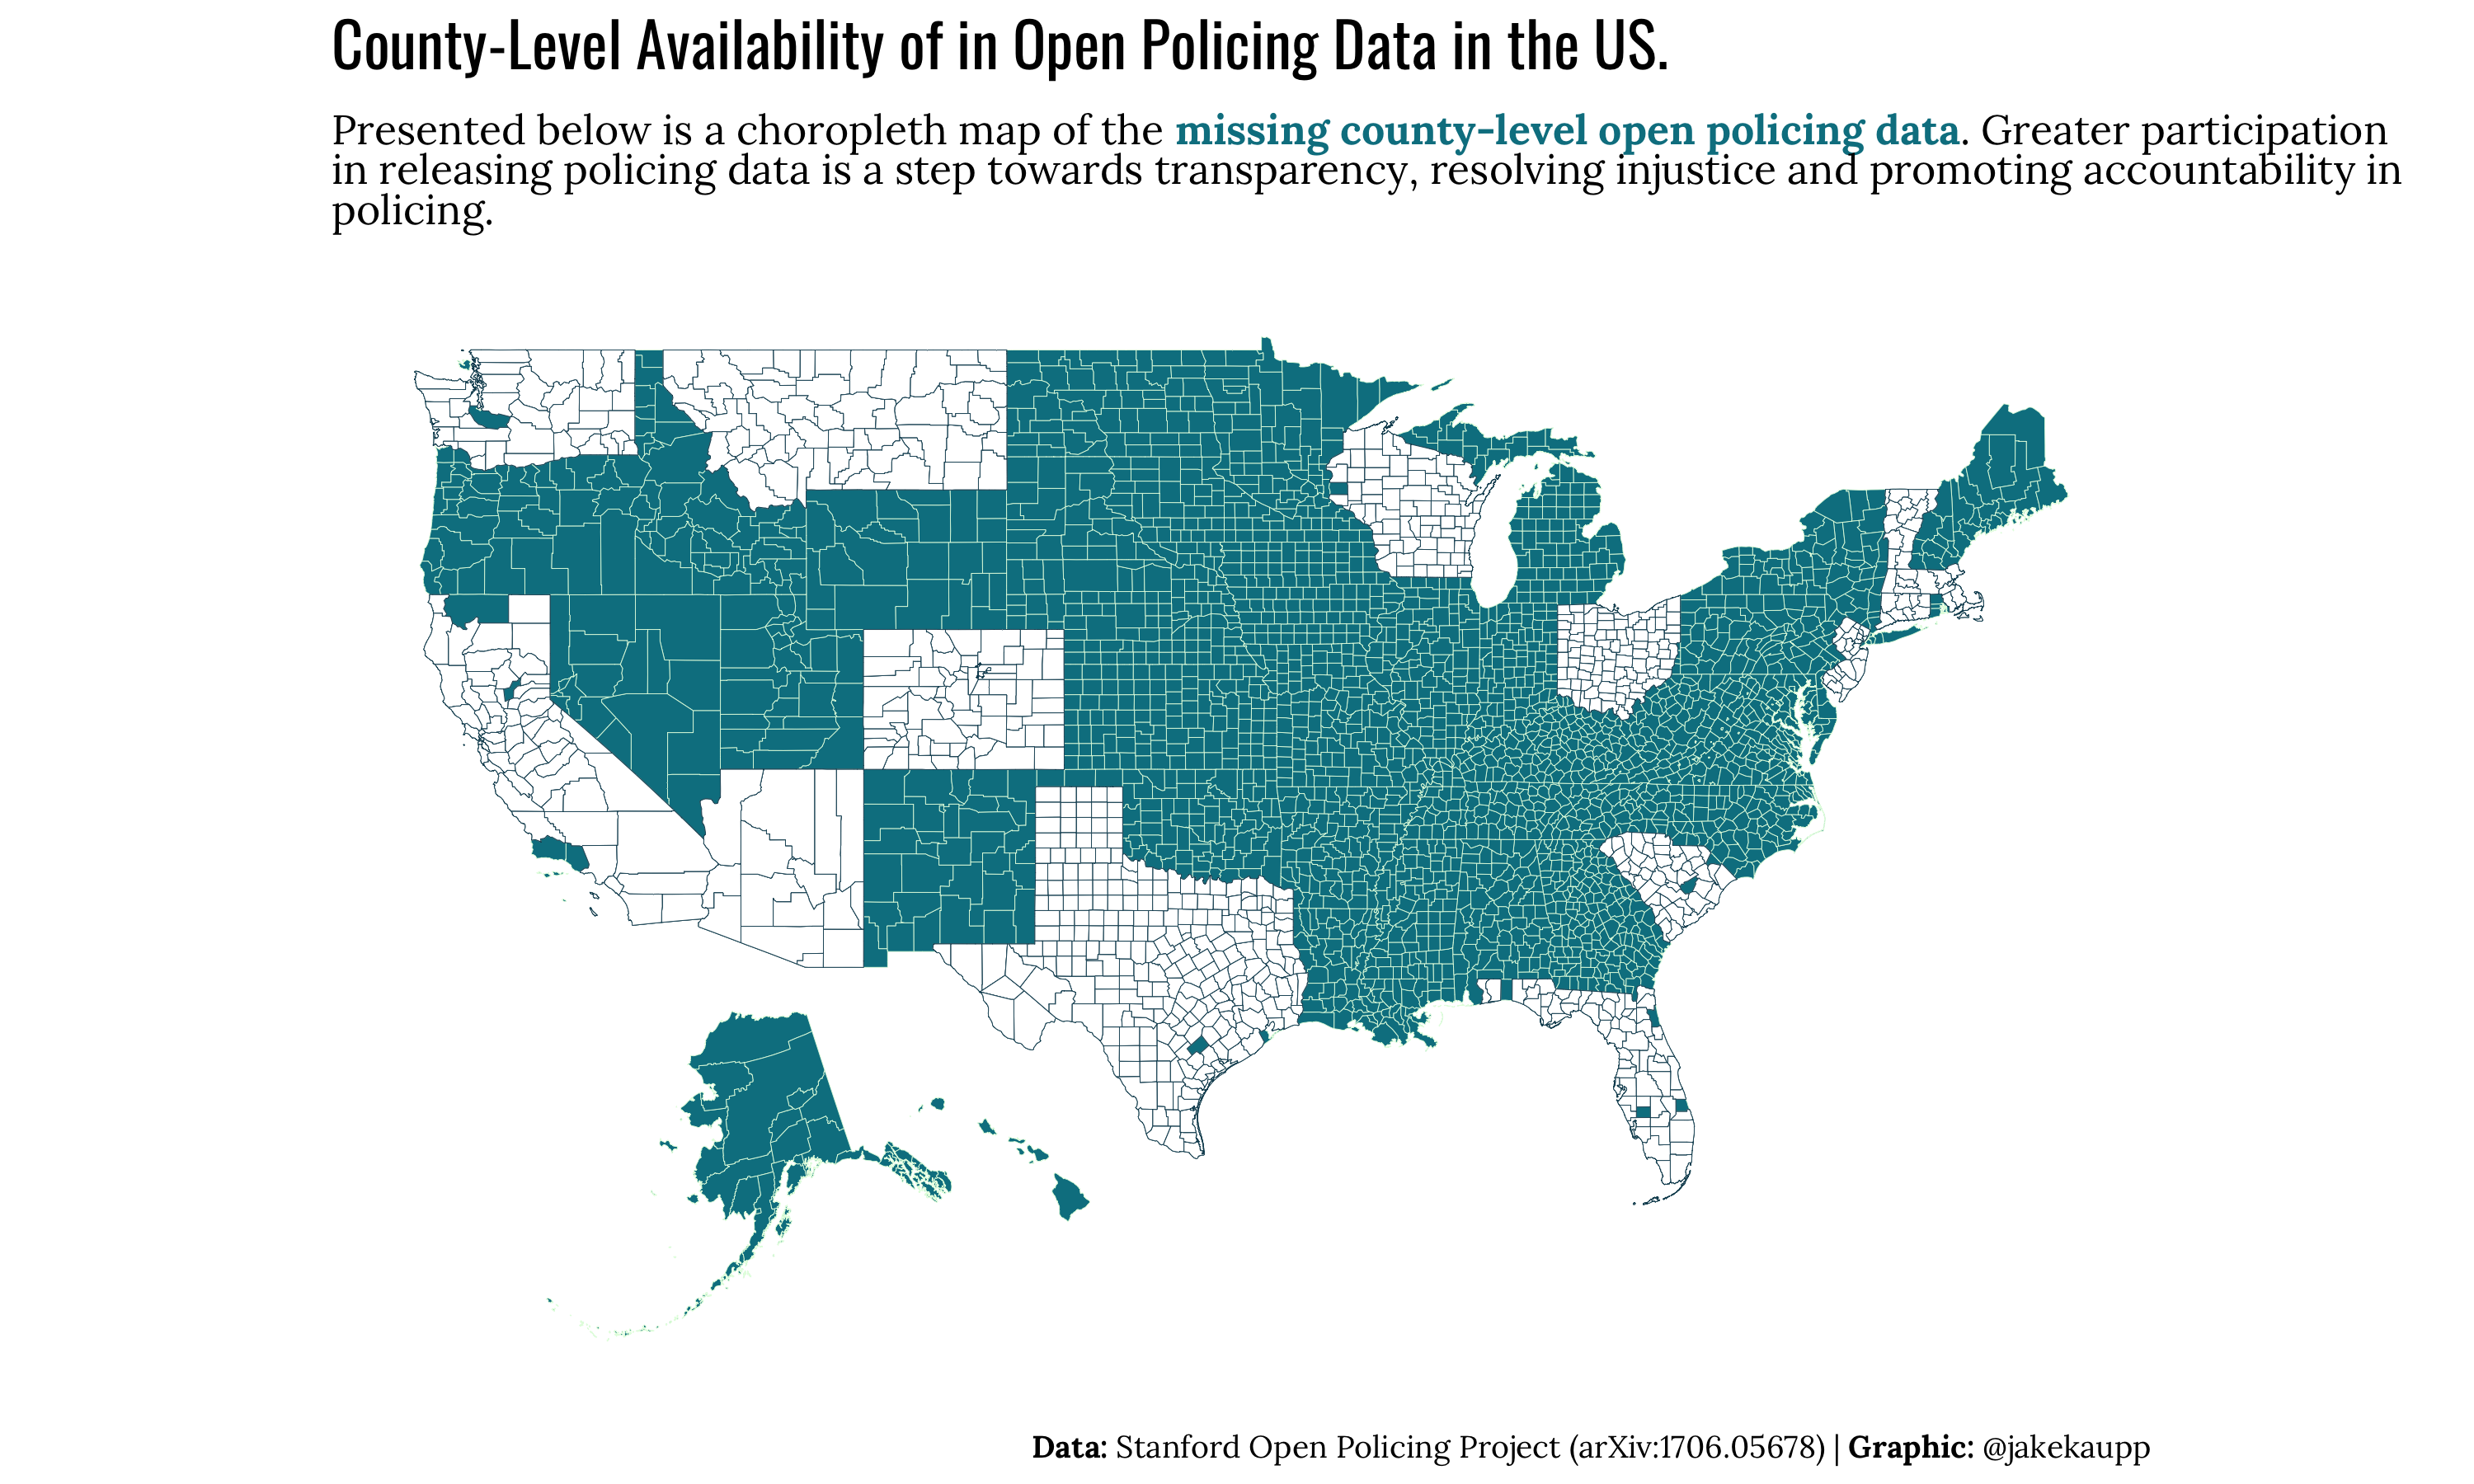 County-Level Availability of in Open Policing Data in the US.
Presented below is a choropleth map of the missing county-level open policing data. Greater participation
in releasing policing data is a step towards transparency, resolving injustice and promoting accountability in
policing.
Data: Stanford Open Policing Project (arXiv:1706.05678) | Graphic: @jakekaupp